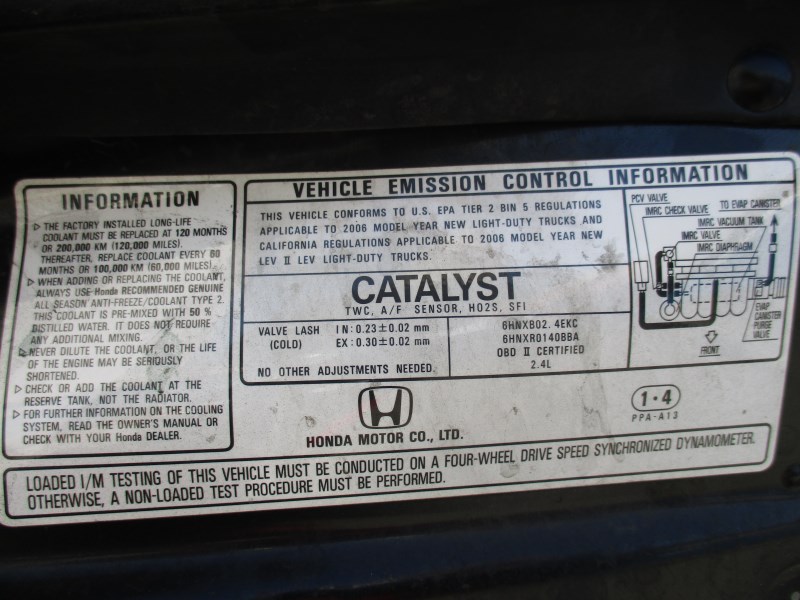 INFORMATION
▷ THE FACTORY INSTALLED LONG-LIFE
COOLANT MUST BE REPLACED AT 120 MONTHS
OR 200,000 KM (120,000 MILES).
THEREAFTER, REPLACE COOLANT EVERY 60
MONTHS OR 100,000 KM (60,000 MILES).
▷ WHEN ADDING OR REPLACING THE COOLANT,
ALWAYS USE Honda RECOMMENDED GENUINE
ALL SEASON ANTI-FREEZE/COOLANT TYPE 2.
THIS COOLANT IS PRE-MIXED WITH 50 %
DISTILLED WATER. IT DOES NOT REQUIRE
ANY ADDITIONAL MIXING.
▷ NEVER DILUTE THE COOLANT, OR THE LIFE
OF THE ENGINE MAY BE SERIOUSLY
SHORTENED.
▷ CHECK OR ADD THE COOLANT AT THE
RESERVE TANK, NOT THE RADIATOR.
▷ FOR FURTHER INFORMATION ON THE COOLING
SYSTEM, READ THE OWNER'S MANUAL OR
CHECK WITH YOUR Honda DEALER.
VEHICLE EMISSION CONTROL INFORMATION
THIS VEHICLE CONFORMS TO U.S. EPA TIER 2 BIN 5 REGULATIONS
APPLICABLE TO 2006 MODEL YEAR NEW LIGHT-DUTY TRUCKS AND
CALIFORNIA REGULATIONS APPLICABLE TO 2006 MODEL YEAR NEW
LEV II LEV LIGHT-DUTY TRUCKS.
CATALYST
TWC, A/F SENSOR, HO2S, SFI
VALVE LASH IN:0.23±0.02 mm
(COLD) EX:0.30±0.02 mm
NO OTHER ADJUSTMENTS NEEDED.
6HNXB02.4EKC
6HNXR0140BBA
OBD II CERTIFIED
2.4L
PCV VALVE
TO EVAP CANISTER
IMRC CHECK VALVE
IMRC VACUUM TANK
IMRC VALVE
IMRC DIAPHRAGM
EVAP
CANISTER
PURGE
VALVE
FRONT
HONDA MOTOR CO., LTD.
1・4
PPA-A13
LOADED I/M TESTING OF THIS VEHICLE MUST BE CONDUCTED ON A FOUR-WHEEL DRIVE SPEED SYNCHRONIZED DYNAMOMETER.
OTHERWISE, A NON-LOADED TEST PROCEDURE MUST BE PERFORMED.